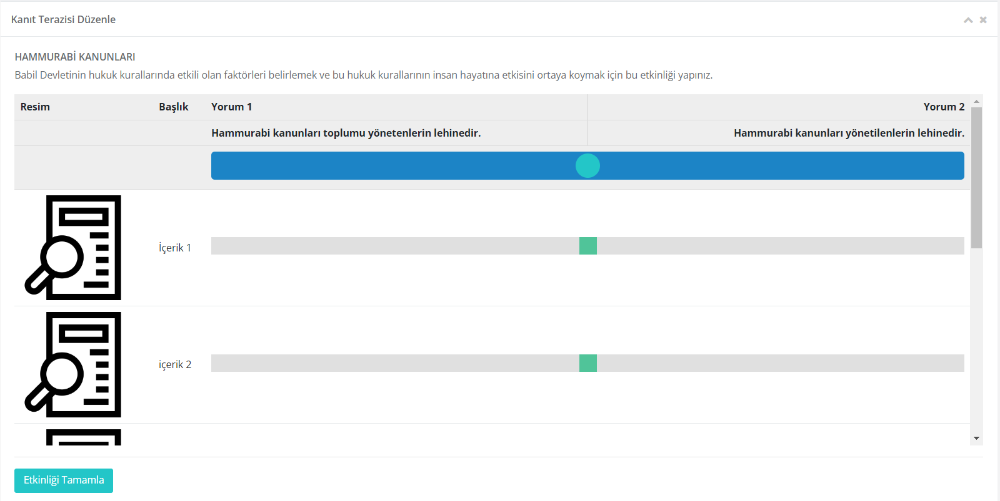 Kanıt Terazisi Düzenle
HAMMURABİ KANUNLARI
Babil Devletinin hukuk kurallarında etkili olan faktörleri belirlemek ve bu hukuk kurallarının insan hayatına etkisini ortaya koymak için bu etkinliği yapınız.
Resim Başlık Yorum 1 Yorum 2
Hammurabi kanunları toplumu yönetenlerin lehinedir. Hammurabi kanunları yönetilenlerin lehinedir.
İçerik 1
içerik 2
Etkinliği Tamamla